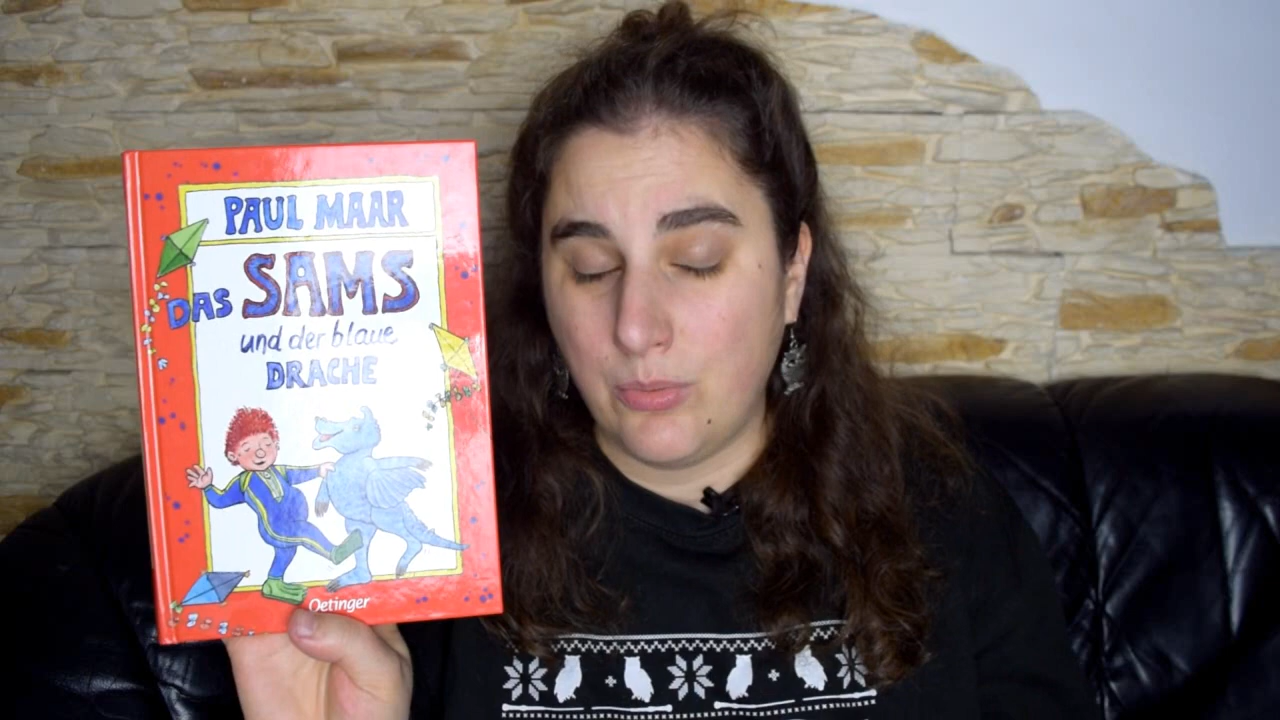 PAUL MAAR
DAS SAMS
und der blaue
DRACHE
Oetinger